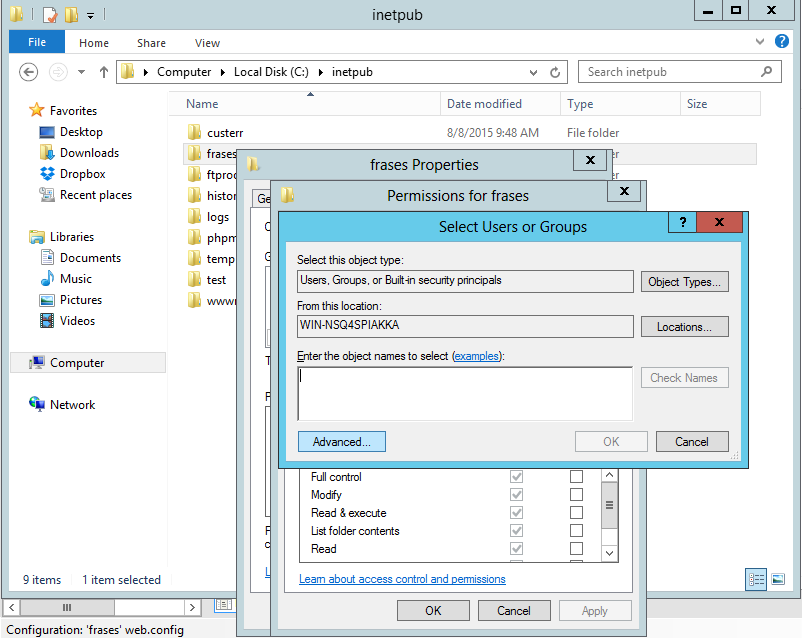 inetpub
File Home Share View
Computer Local Disk (C:) inetpub
Search inetpub
Name Date modified Type Size
Favorites
Desktop
Downloads
Dropbox
Recent places
Libraries
Documents
Music
Pictures
Videos
Computer
Network
custerr 8/8/2015 9:48 AM File folder
frases
ftpro
histor
logs
phpm
temp
test
wwwr
frases Properties
Permissions for frases
Select Users or Groups
Select this object type:
Users, Groups, or Built-in security principals
Object Types...
From this location:
WIN-NSQ4SPIAKKA
Locations...
Enter the object names to select (examples):
Check Names
Advanced...
OK
Cancel
Full control
Modify
Read & execute
List folder contents
Read
Learn about access control and permissions
OK Cancel Apply
9 items 1 item selected
Configuration: 'frases' web.config